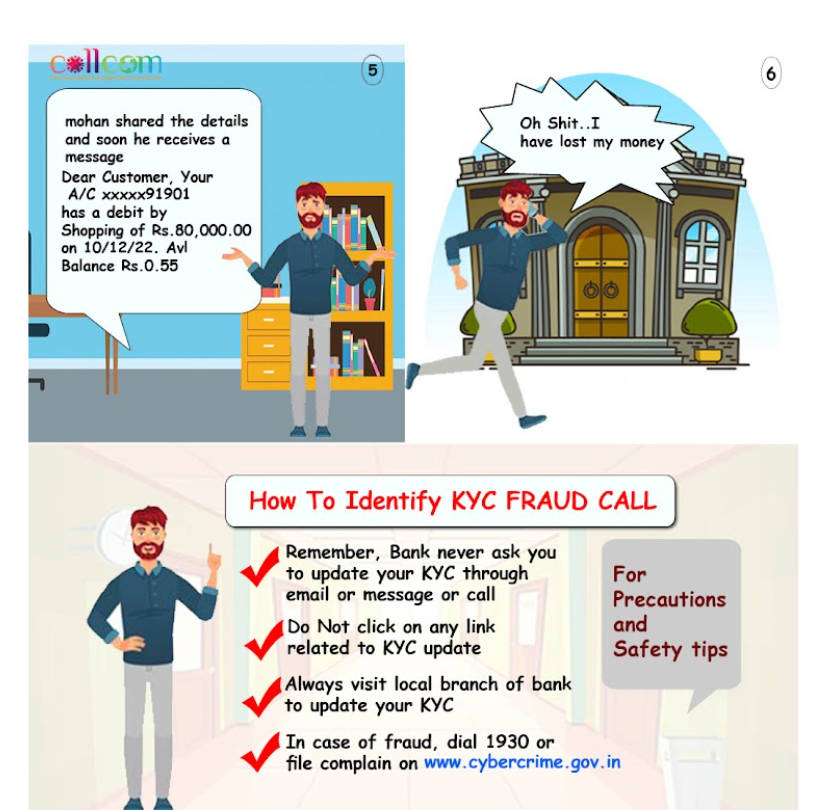 collcom
5
mohan shared the details
and soon he receives a
message
Dear Customer, Your
A/C xxxxx91901
has a debit by
Shopping of Rs.80,000.00
on 10/12/22. Avl
Balance Rs.0.55
6
Oh Shit..I
have lost my money
How To Identify KYC FRAUD CALL
Remember, Bank never ask you
to update your KYC through
email or message or call
Do Not click on any link
related to KYC update
Always visit local branch of bank
to update your KYC
In case of fraud, dial 1930 or
file complain on www.cybercrime.gov.in
For
Precautions
and
Safety tips